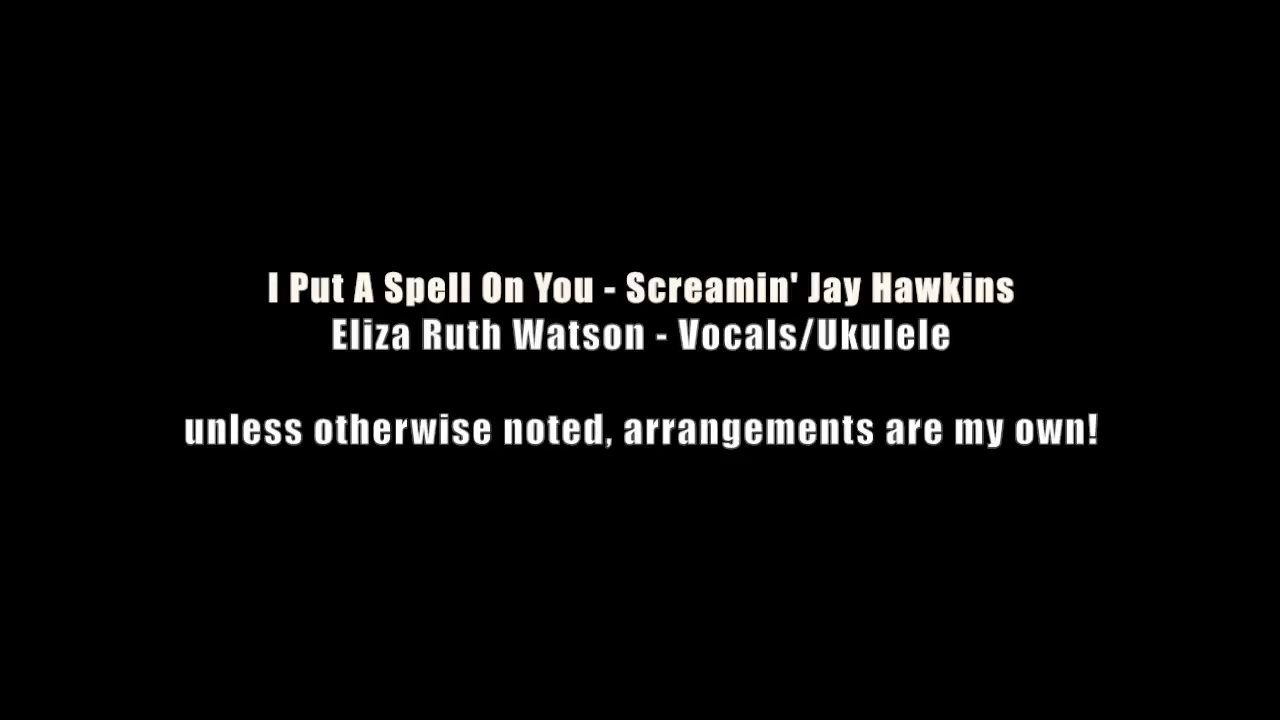 I Put A Spell On You - Screamin' Jay Hawkins
Eliza Ruth Watson - Vocals/Ukulele
unless otherwise noted, arrangements are my own!